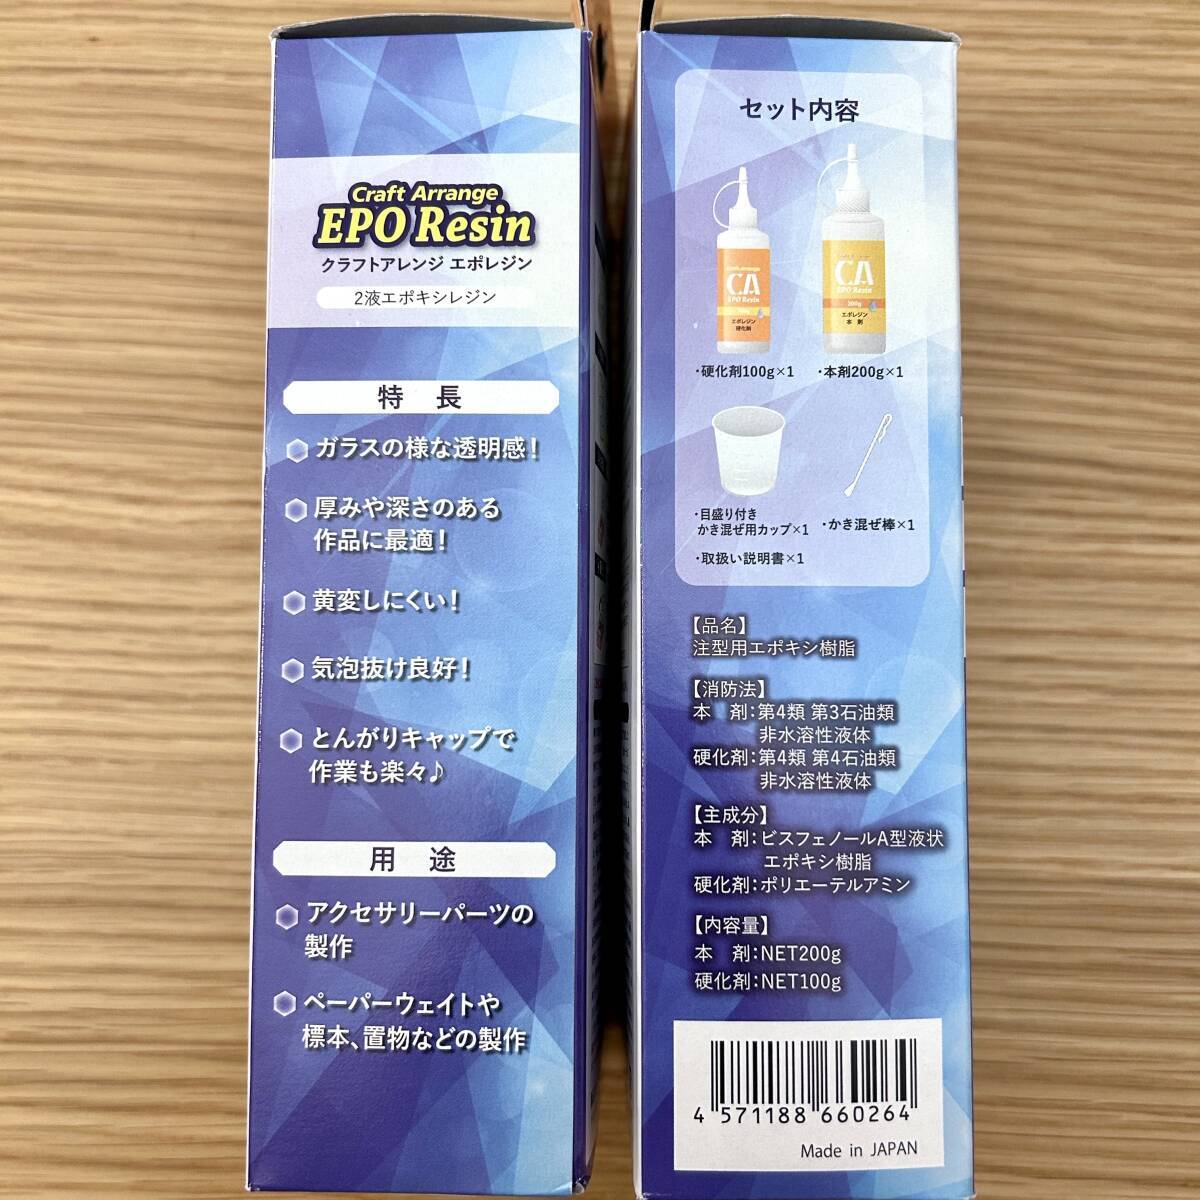 Craft Arrange
EPO Resin
クラフトアレンジ エポレジン
2液エポキシレジン
特 長
ガラスの様な透明感!
厚みや深さのある
作品に最適!
黄変しにくい!
気泡抜け良好!
とんがりキャップで
作業も楽々♪
用 途
アクセサリーパーツの
製作
ペーパーウェイトや
標本、置物などの製作
セット内容
Craft Arrange
CA
EPO Resin
エポレジン
硬化剤
CA
EPO Resin
200g
エポレジン
本 剤
・硬化剤100g×1
・本剤200g×1
・目盛り付き
かき混ぜ用カップ×1
・かき混ぜ棒×1
・取扱い説明書×1
【品名】
注型用エポキシ樹脂
【消防法】
本 剤:第4類 第3石油類
非水溶性液体
硬化剤:第4類 第4石油類
非水溶性液体
【主成分】
本 剤:ビスフェノールA型液状
エポキシ樹脂
硬化剤:ポリエーテルアミン
【内容量】
本 剤:NET200g
硬化剤:NET100g
4 571188 660264
Made in JAPAN